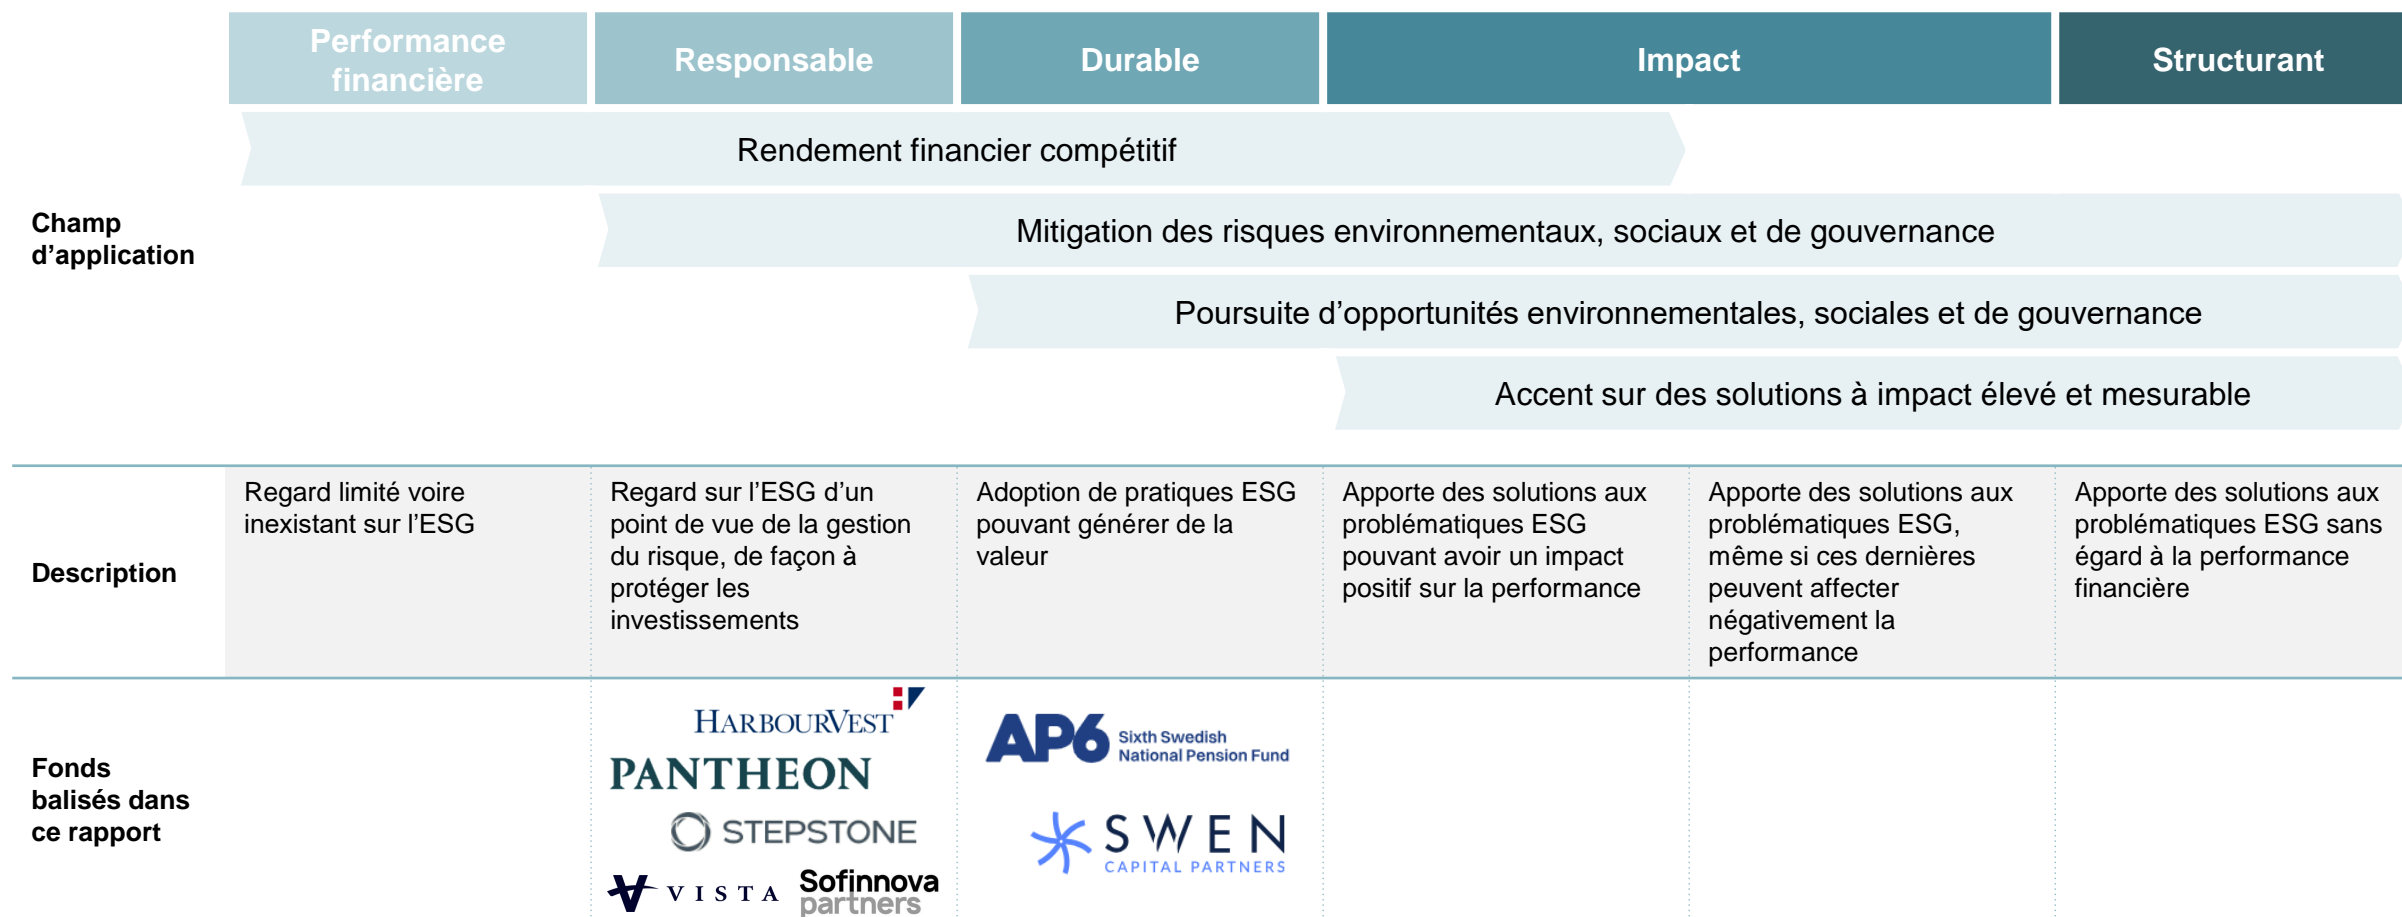 Performance
financière
Responsable
Durable
Impact
Structurant
Champ
d’application
Rendement financier compétitif
Mitigation des risques environnementaux, sociaux et de gouvernance
Poursuite d’opportunités environnementales, sociales et de gouvernance
Accent sur des solutions à impact élevé et mesurable
Description
Regard limité voire
inexistant sur l’ESG
Regard sur l’ESG d’un
point de vue de la gestion
du risque, de façon à
protéger les
investissements
Adoption de pratiques ESG
pouvant générer de la
valeur
Apporte des solutions aux
problématiques ESG
pouvant avoir un impact
positif sur la performance
Apporte des solutions aux
problématiques ESG,
même si ces dernières
peuvent affecter
négativement la
performance
Apporte des solutions aux
problématiques ESG sans
égard à la performance
financière
Fonds
balisés dans
ce rapport
HARBOURVEST
PANTHEON
STEPSTONE
VISTA
Sofinnova
partners
AP6
Sixth Swedish
National Pension Fund
SWEN
CAPITAL PARTNERS